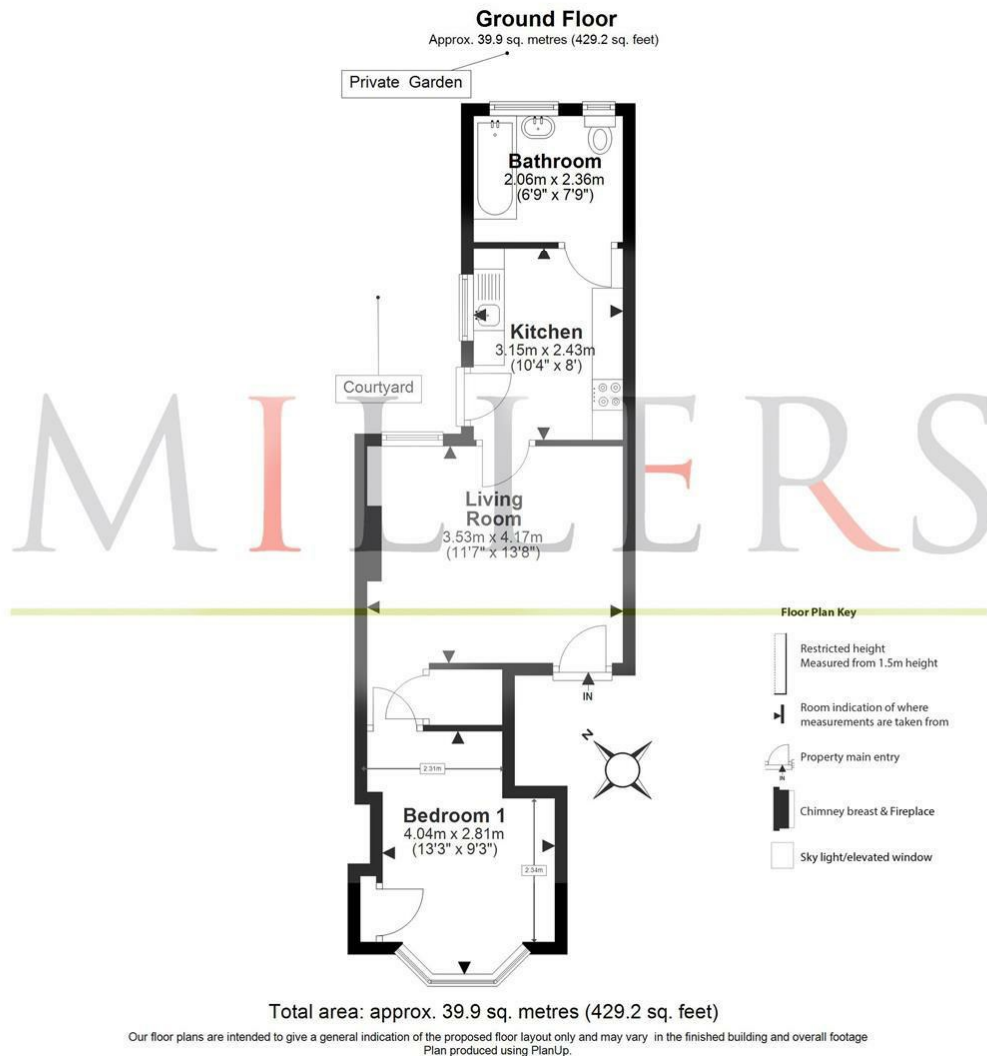 Ground Floor
Approx. 39.9 sq. metres (429.2 sq. feet)
Private Garden
Bathroom
2.06m x 2.36m
(6'9" x 7'9")
Kitchen
3.15m x 2.43m
(10'4" x 8')
Courtyard
MILLERS
Living
Room
3.53m x 4.17m
(11'7" x 13'8")
Floor Plan Key
Restricted height
Measured from 1.5m height
Room indication of where
measurements are taken from
Property main entry
IN
Chimney breast & Fireplace
Sky light/elevated window
IN
N
2.31m
Bedroom 1
4.04m x 2.81m
(13'3" x 9'3")
2.34m
Total area: approx. 39.9 sq. metres (429.2 sq. feet)
Our floor plans are intended to give a general indication of the proposed floor layout only and may vary in the finished building and overall footage
Plan produced using PlanUp.